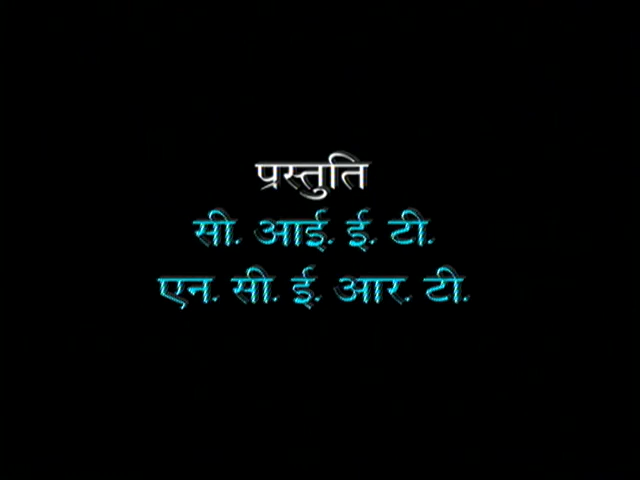 प्रस्तुति
सी. आई. ई. टी.
एन. सी. ई. आर. टी.